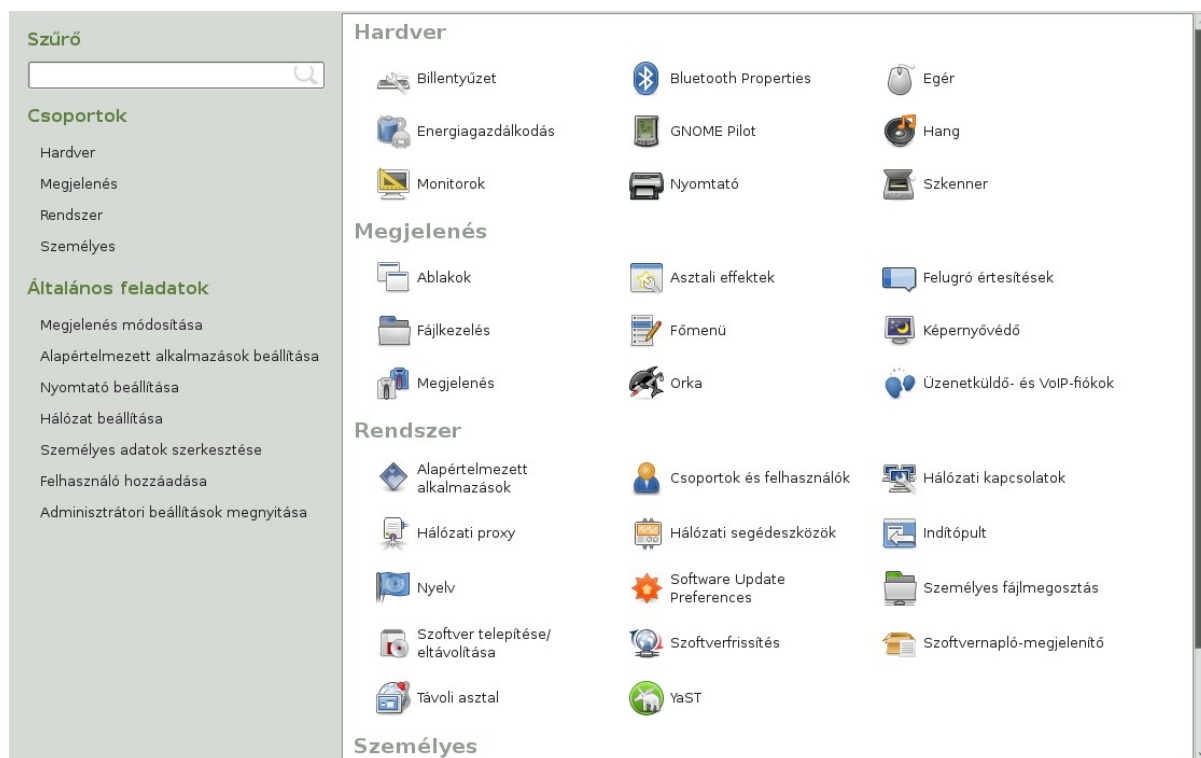 Szűrő
Csoportok
Hardver
Megjelenés
Rendszer
Személyes
Általános feladatok
Megjelenés módosítása
Alapértelmezett alkalmazások beállítása
Nyomtató beállítása
Hálózat beállítása
Személyes adatok szerkesztése
Felhasználó hozzáadása
Adminisztrátori beállítások megnyitása
Hardver
Billentyűzet
Bluetooth Properties
Egér
Energiagazdálkodás
GNOME Pilot
Hang
Monitorok
Nyomtató
Szkenner
Megjelenés
Ablakok
Asztali effektek
Felugró értesítések
Fájlkezelés
Főmenü
Képernyővédő
Megjelenés
Orka
Üzenetküldő- és VoIP-fiókok
Rendszer
Alapértelmezett
alkalmazások
Csoportok és felhasználók
Hálózati kapcsolatok
Hálózati proxy
Hálózati segédeszközök
Indítópult
Nyelv
Software Update
Preferences
Személyes fájlmegosztás
Szoftver telepítése/
eltávolítása
Szoftverfrissítés
Szoftvernapló-megjelenítő
Távoli asztal
YaST
Személyes